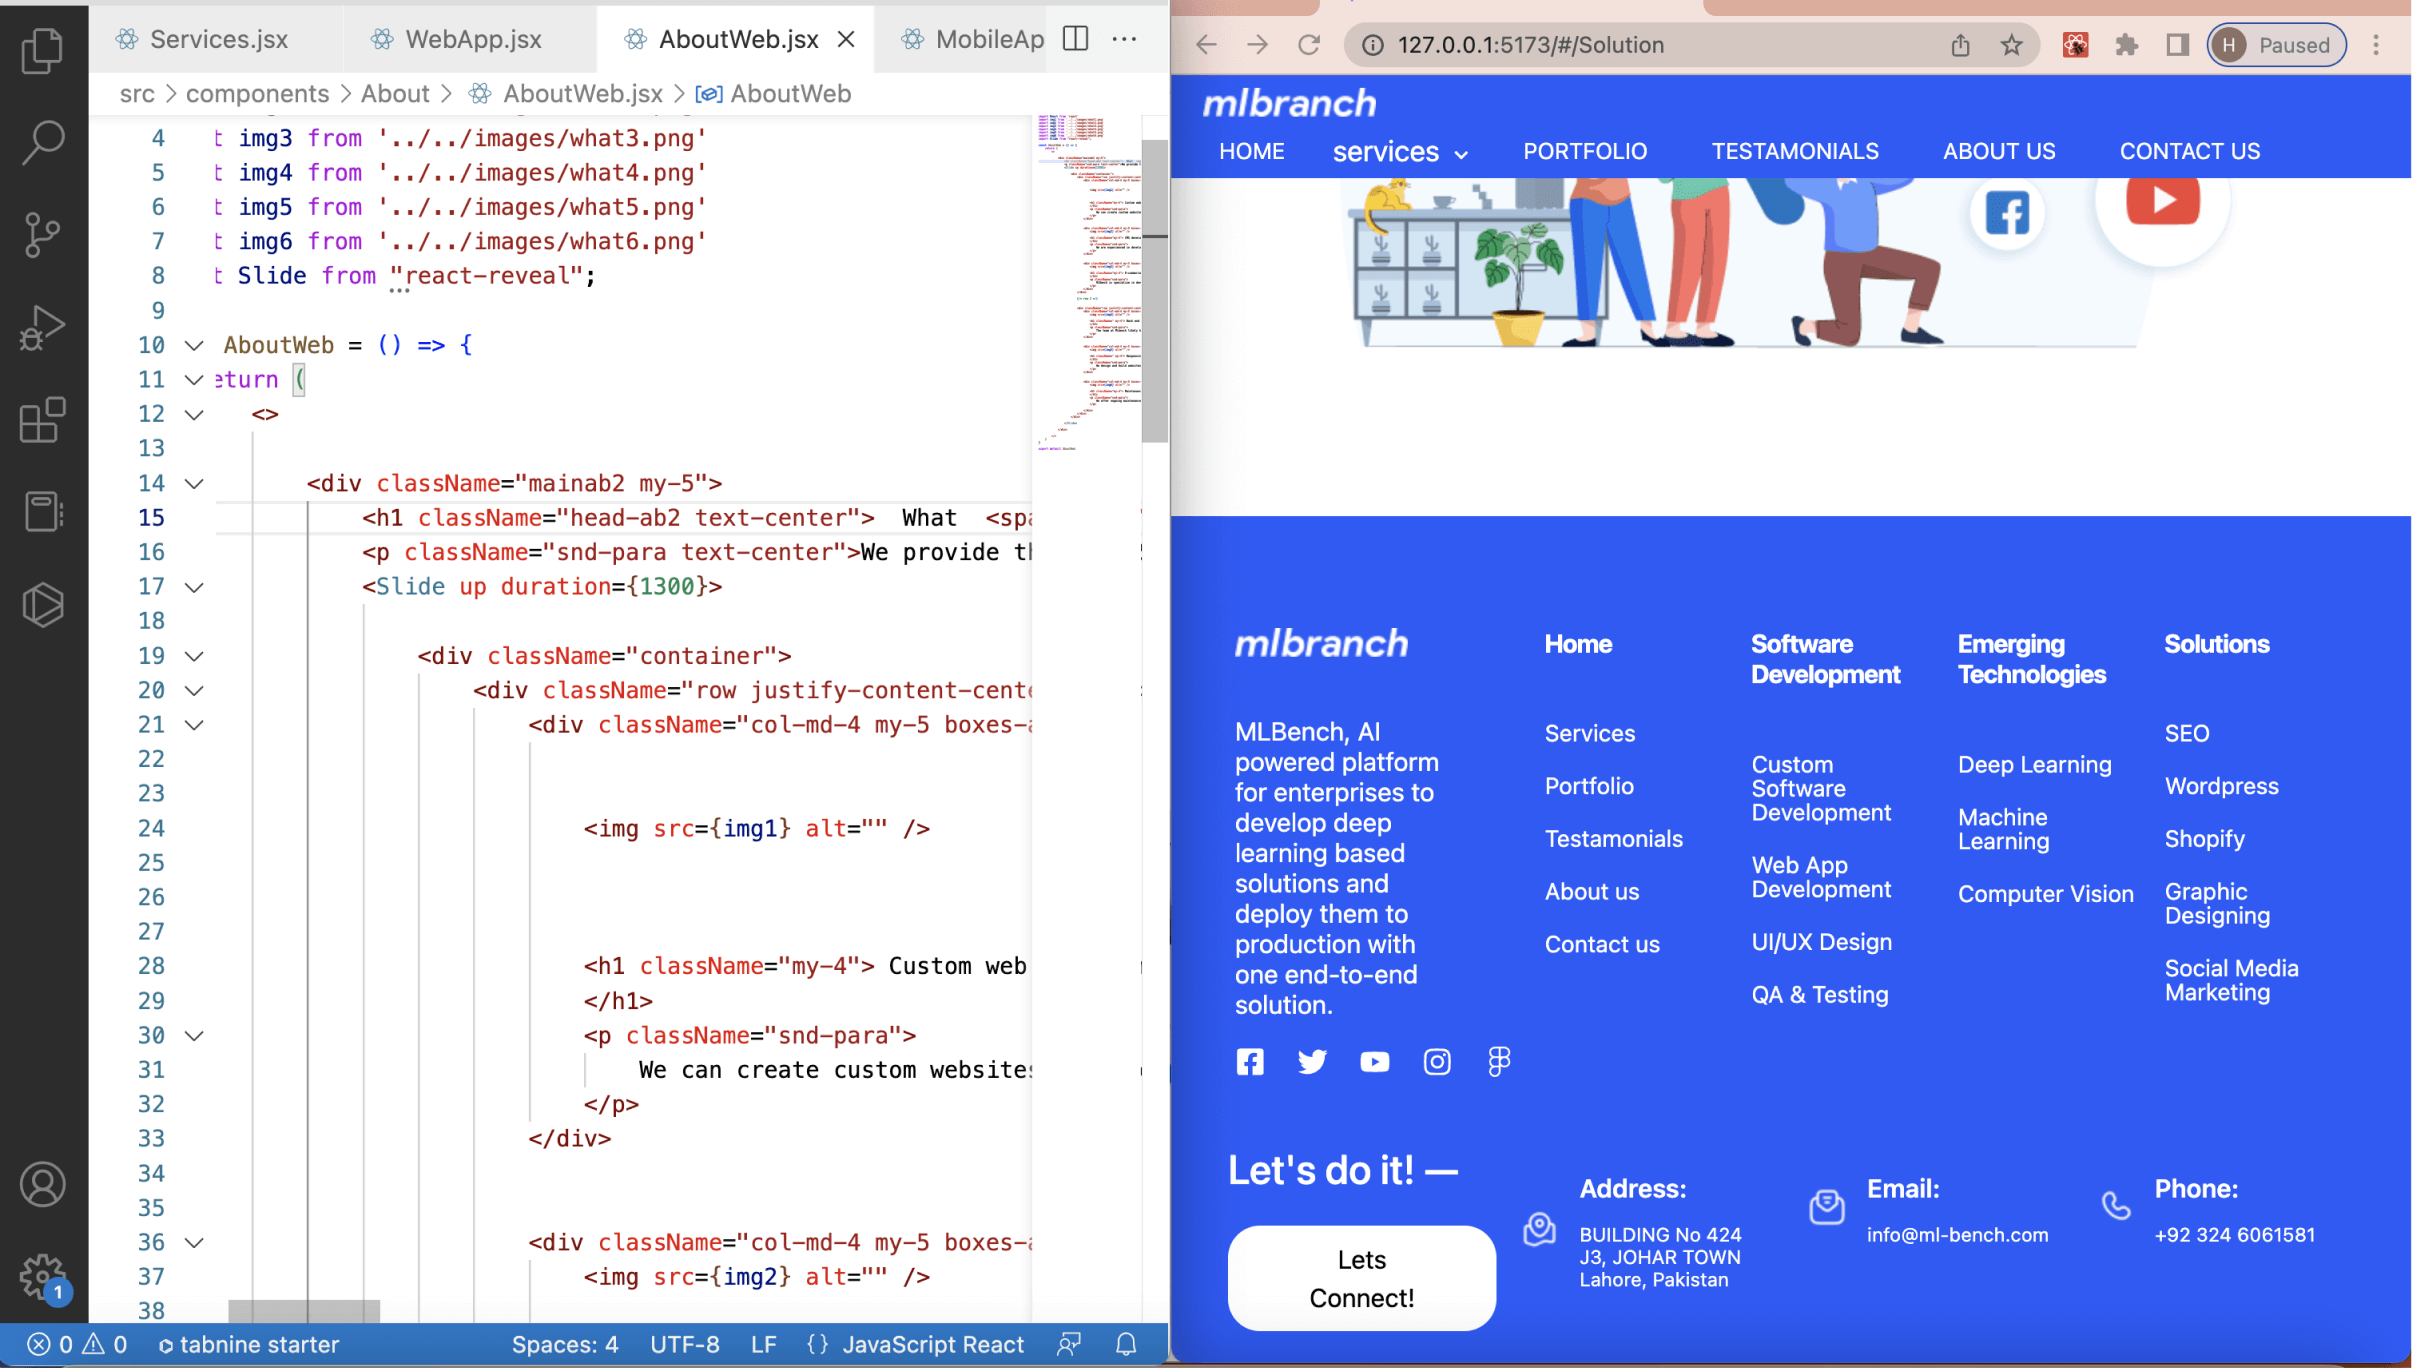 Services.jsx
WebApp.jsx
AboutWeb.jsx
MobileAp
src > components > About > AboutWeb.jsx > AboutWeb
4 t img3 from '../../images/what3.png'
5 t img4 from '../../images/what4.png'
6 t img5 from '../../images/what5.png'
7 t img6 from '../../images/what6.png'
8 t Slide from "react-reveal";
9
10 AboutWeb = () => {
11 eturn (
12 <>
13
14 <div className="mainab2 my-5">
15 <h1 className="head-ab2 text-center"> What <spa
16 <p className="snd-para text-center">We provide th
17 <Slide up duration={1300}>
18
19 <div className="container">
20 <div className="row justify-content-cente
21 <div className="col-md-4 my-5 boxes-a
22
23
24 <img src={img1} alt="" />
25
26
27
28 <h1 className="my-4"> Custom web
29 </h1>
30 <p className="snd-para">
31 We can create custom websites
32 </p>
33 </div>
34
35
36 <div className="col-md-4 my-5 boxes-a
37 <img src={img2} alt="" />
38
1
0 0 tabnine starter
Spaces: 4 UTF-8 LF {} JavaScript React
127.0.0.1:5173/#/Solution
H Paused
mlbranch
HOME services PORTFOLIO TESTAMONIALS ABOUT US CONTACT US
mlbranch
MLBench, AI
powered platform
for enterprises to
develop deep
learning based
solutions and
deploy them to
production with
one end-to-end
solution.
Home
Services
Portfolio
Testamonials
About us
Contact us
Software
Development
Custom
Software
Development
Web App
Development
UI/UX Design
QA & Testing
Emerging
Technologies
Deep Learning
Machine
Learning
Computer Vision
Solutions
SEO
Wordpress
Shopify
Graphic
Designing
Social Media
Marketing
Let's do it! —
Lets
Connect!
Address:
BUILDING No 424
J3, JOHAR TOWN
Lahore, Pakistan
Email:
info@ml-bench.com
Phone:
+92 324 6061581